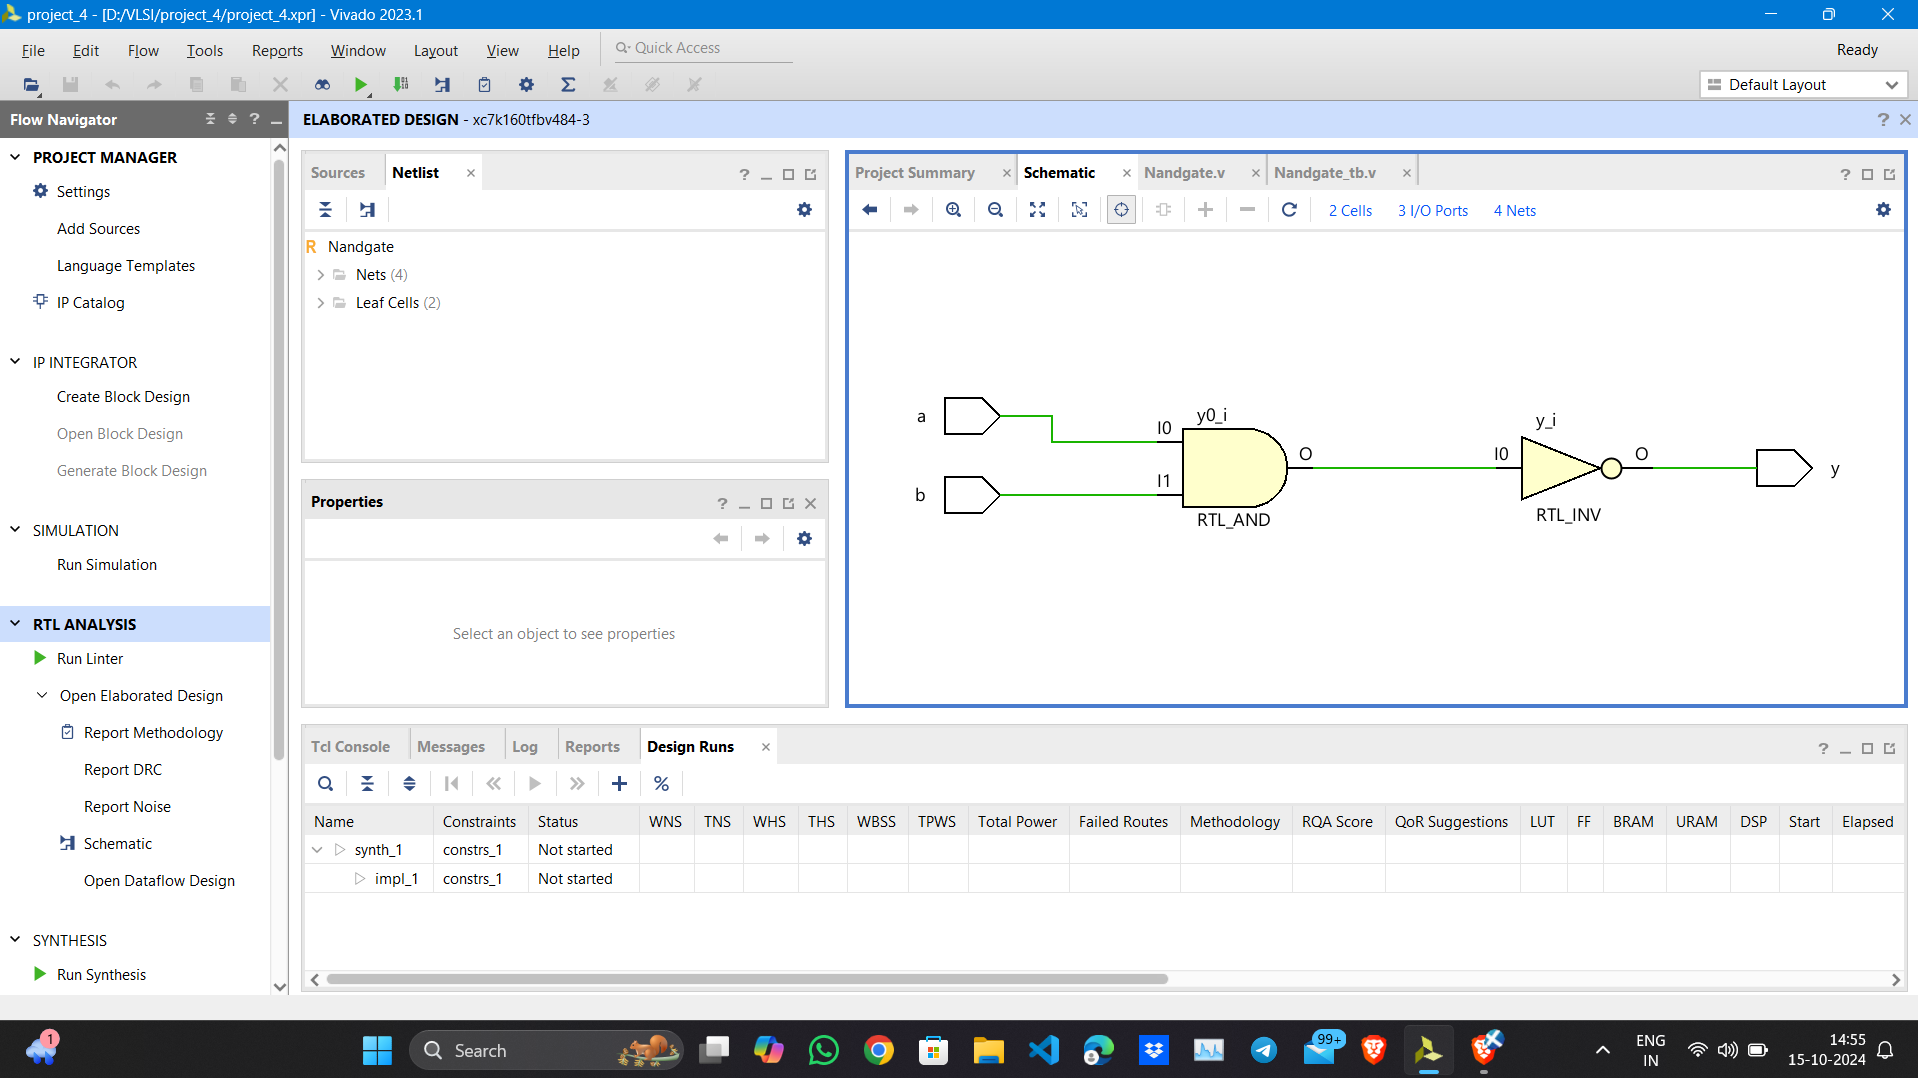 project_4 - [D:/VLSI/project_4/project_4.xpr] - Vivado 2023.1
File Edit Flow Tools Reports Window Layout View Help Quick Access Ready
Default Layout
Flow Navigator ?
ELABORATED DESIGN - xc7k160tfbv484-3 ?
PROJECT MANAGER
Settings
Add Sources
Language Templates
IP Catalog
IP INTEGRATOR
Create Block Design
Open Block Design
Generate Block Design
SIMULATION
Run Simulation
RTL ANALYSIS
Run Linter
Open Elaborated Design
Report Methodology
Report DRC
Report Noise
Schematic
Open Dataflow Design
SYNTHESIS
Run Synthesis
Sources Netlist ?
R Nandgate
Nets (4)
Leaf Cells (2)
Properties ?
Select an object to see properties
Project Summary Schematic Nandgate.v Nandgate_tb.v ?
2 Cells 3 I/O Ports 4 Nets
a
b
I0
I1
y0_i
O
RTL_AND
I0
y_i
O
RTL_INV
y
Tcl Console Messages Log Reports Design Runs ?
Name Constraints Status WNS TNS WHS THS WBSS TPWS Total Power Failed Routes Methodology RQA Score QoR Suggestions LUT FF BRAM URAM DSP Start Elapsed
synth_1 constrs_1 Not started
impl_1 constrs_1 Not started
1
Search
99+
ENG
IN
14:55
15-10-2024